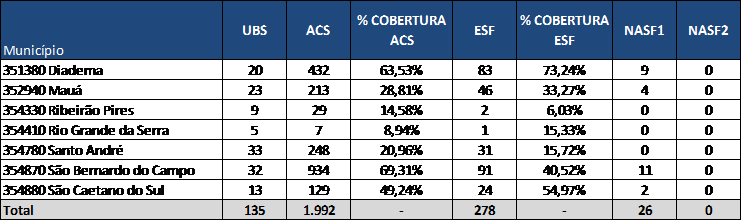 Município UBS ACS % COBERTURA ACS ESF % COBERTURA ESF NASF1 NASF2
351380 Diadema 20 432 63,53% 83 73,24% 9 0
352940 Mauá 23 213 28,81% 46 33,27% 4 0
354330 Ribeirão Pires 9 29 14,58% 2 6,03% 0 0
354410 Rio Grande da Serra 5 7 8,94% 1 15,33% 0 0
354780 Santo André 33 248 20,96% 31 15,72% 0 0
354870 São Bernardo do Campo 32 934 69,31% 91 40,52% 11 0
354880 São Caetano do Sul 13 129 49,24% 24 54,97% 2 0
Total 135 1.992 - 278 - 26 0